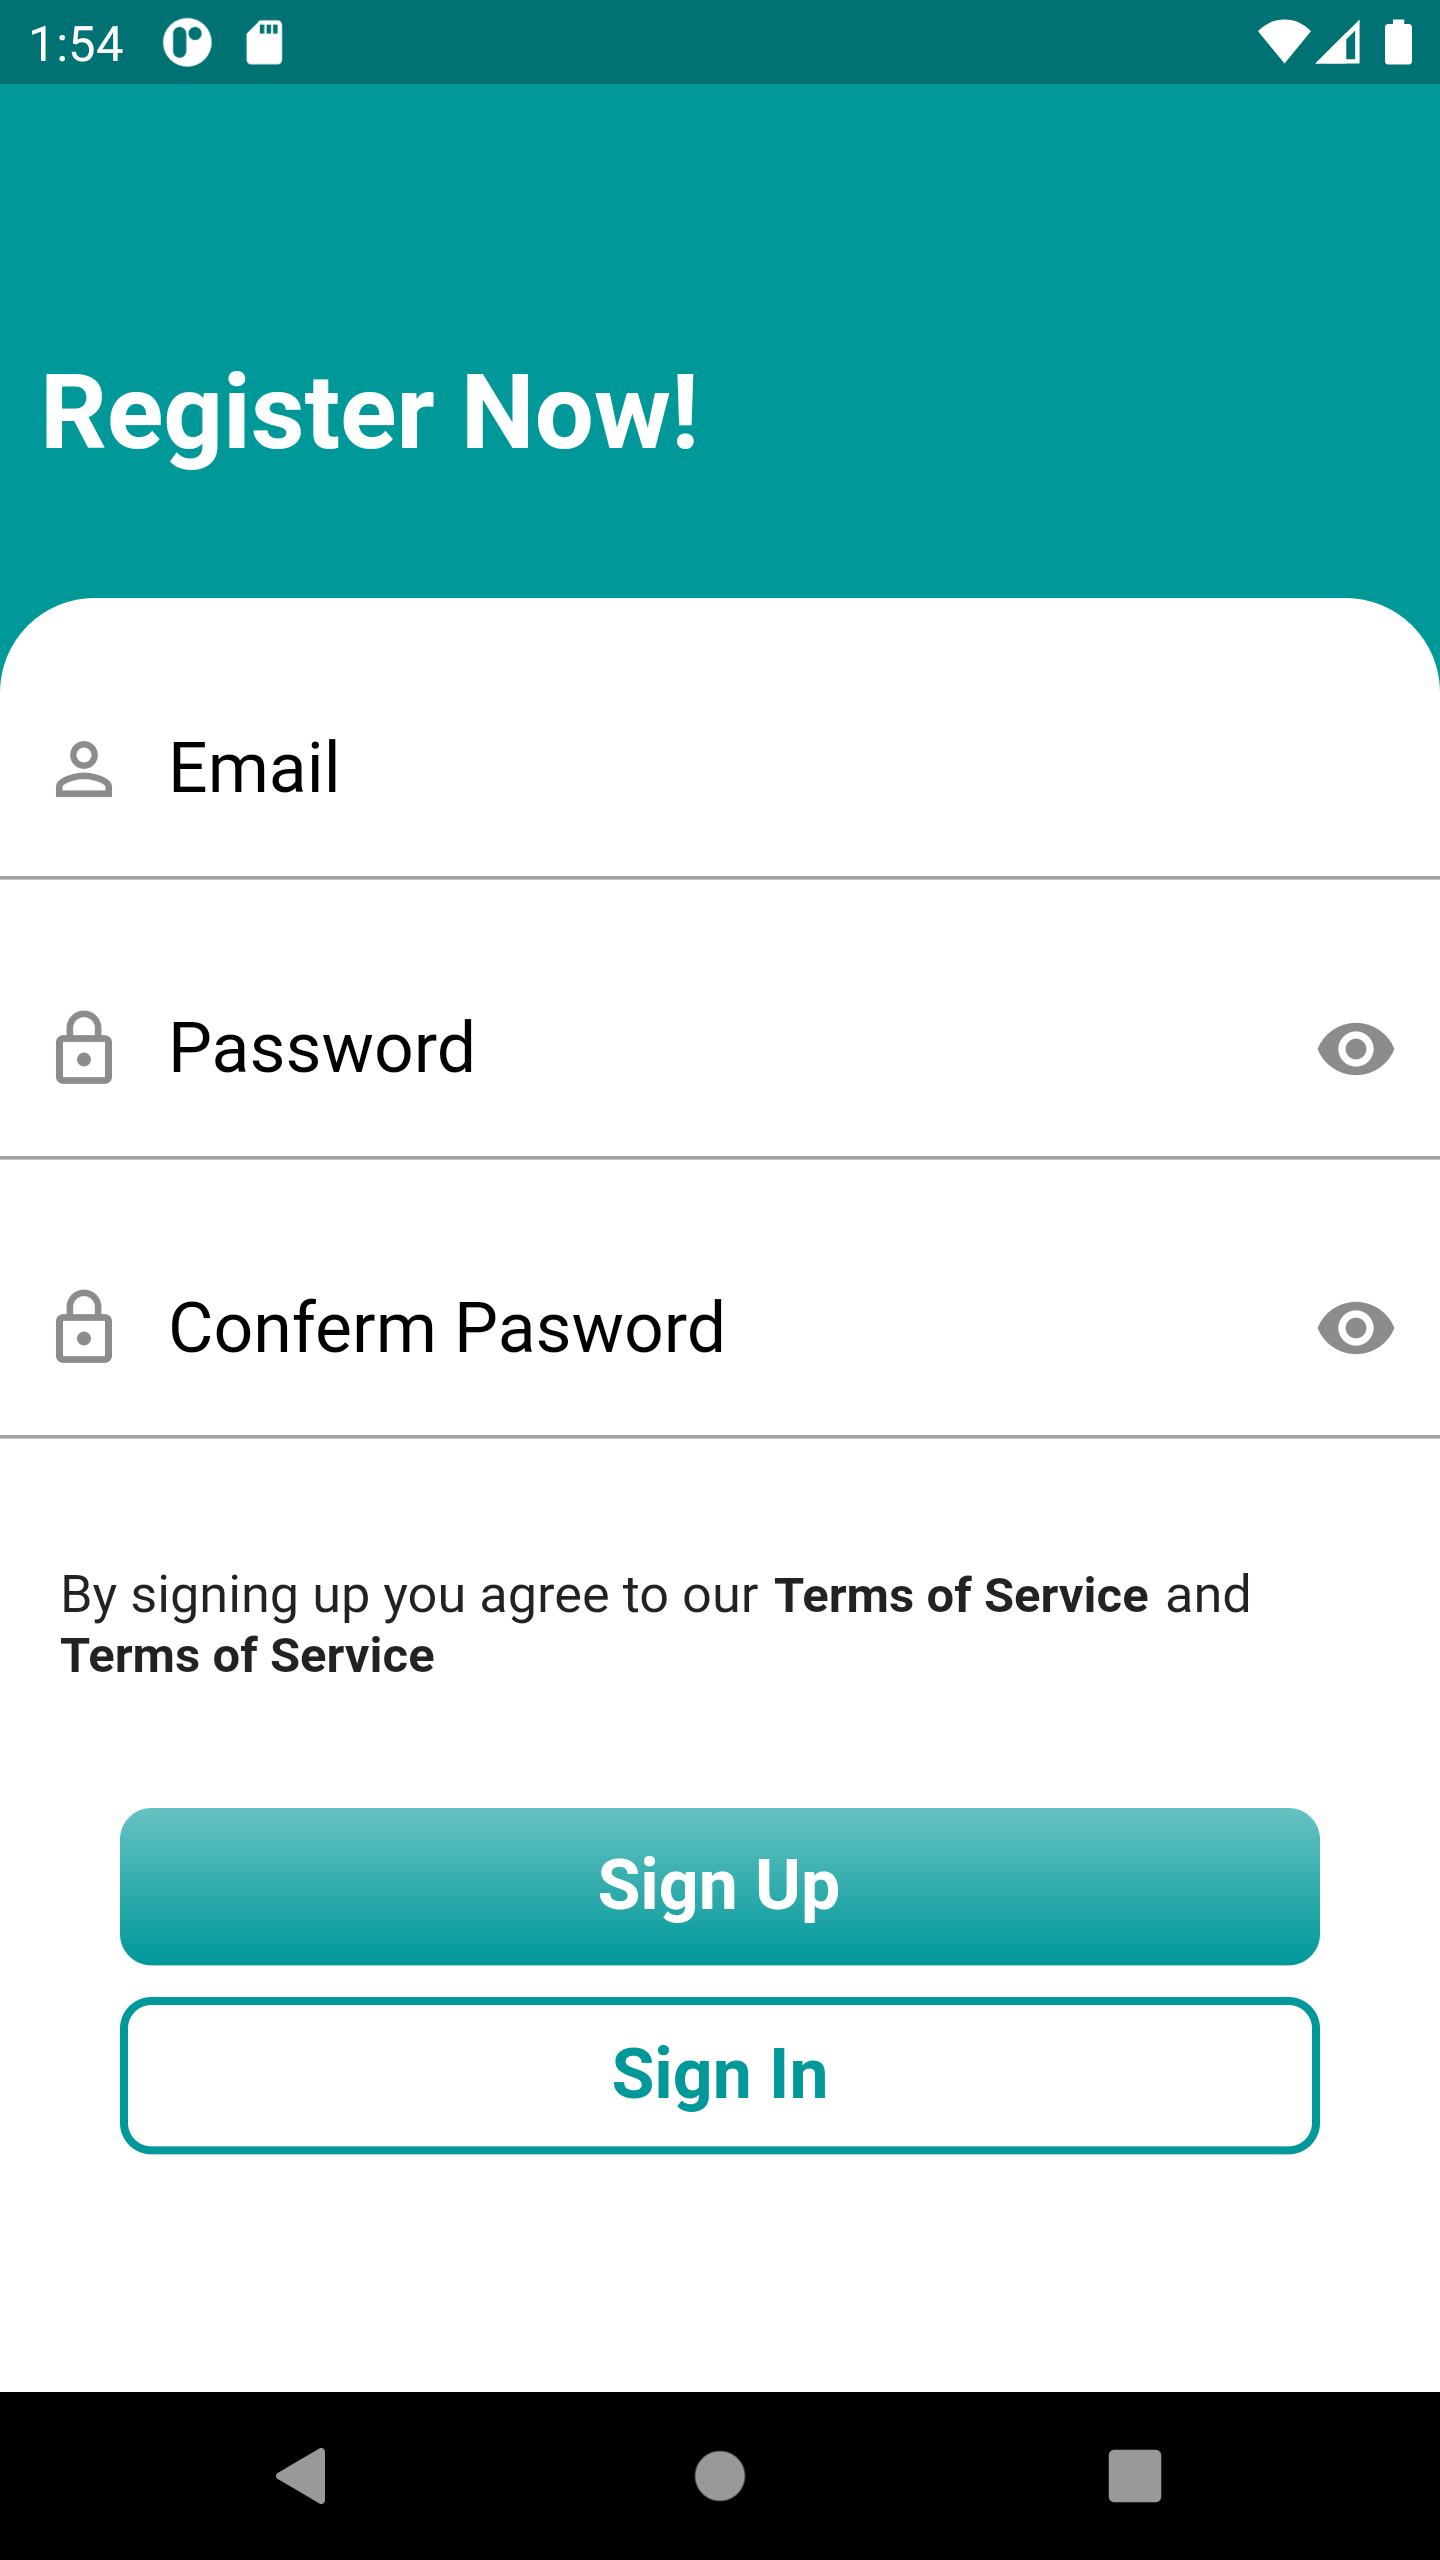 1:54
Register Now!
Email
Password
Conferm Pasword
By signing up you agree to our Terms of Service and
Terms of Service
Sign Up
Sign In